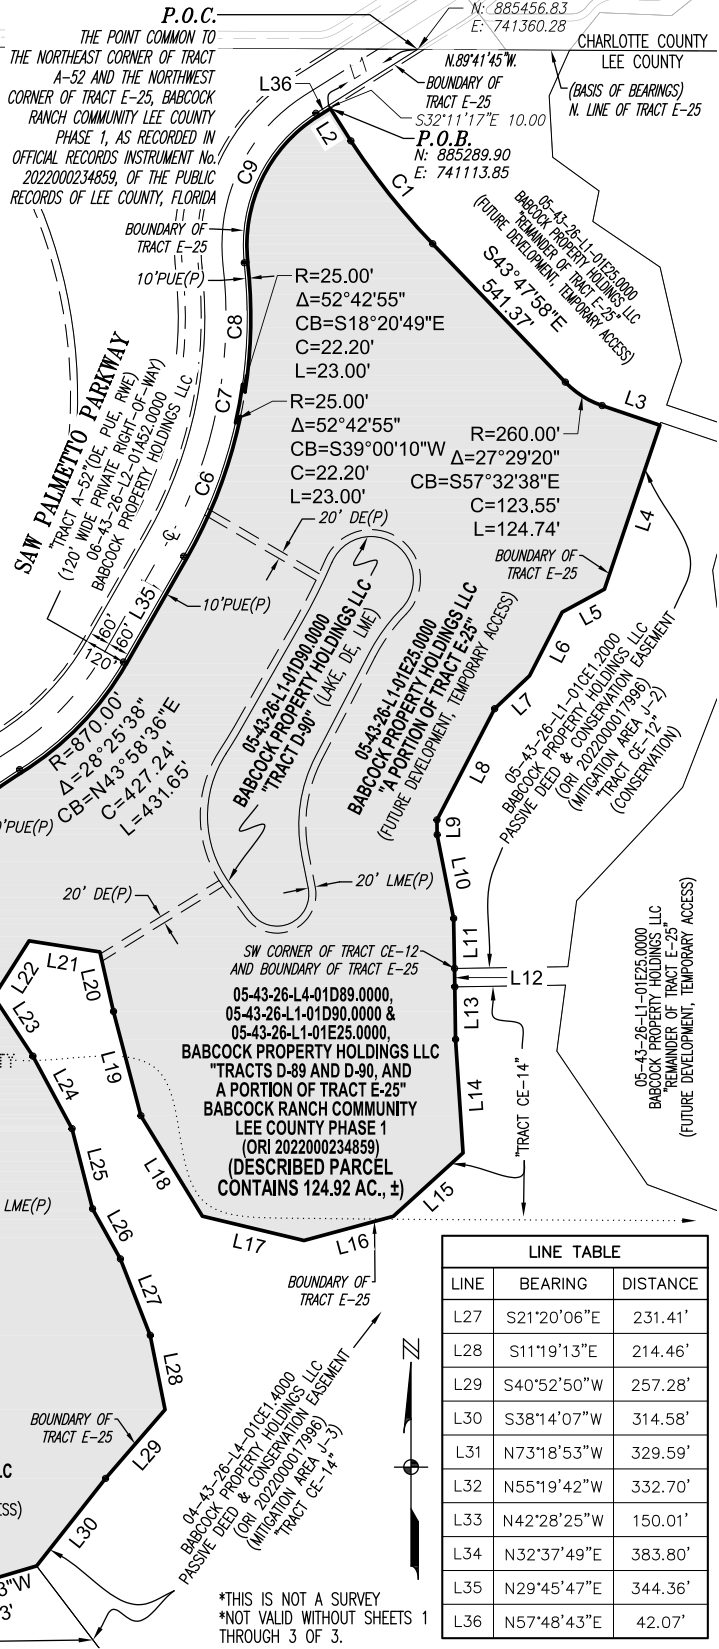 N: 885456.83
E: 741360.28
P.O.C.
THE POINT COMMON TO
THE NORTHEAST CORNER OF TRACT
A-52 AND THE NORTHWEST
CORNER OF TRACT E-25, BABCOCK
RANCH COMMUNITY LEE COUNTY
PHASE 1, AS RECORDED IN
OFFICIAL RECORDS INSTRUMENT No.
2022000234859, OF THE PUBLIC
RECORDS OF LEE COUNTY, FLORIDA
L36
L1
N.89°41'45"W.
CHARLOTTE COUNTY
LEE COUNTY
(BASIS OF BEARINGS)
N. LINE OF TRACT E-25
BOUNDARY OF
TRACT E-25
S32°11'17"E 10.00
P.O.B.
N: 885289.90
E: 741113.85
L2
C9
C1
BOUNDARY OF
TRACT E-25
10'PUE(P)
05-43-26-L1-01E25.0000
BABCOCK PROPERTY HOLDINGS LLC
"REMAINDER OF TRACT E-25"
(FUTURE DEVELOPMENT, TEMPORARY ACCESS)
S43°47'58"E
541.37'
R=25.00'
Δ=52°42'55"
CB=S18°20'49"E
C=22.20'
L=23.00'
C8
C7
C6
R=25.00'
Δ=52°42'55"
CB=S39°00'10"W
C=22.20'
L=23.00'
R=260.00'
Δ=27°29'20"
CB=S57°32'38"E
C=123.55'
L=124.74'
L3
L4
SAW PALMETTO PARKWAY
"TRACT A-52"(DE, PUE, RWE)
(120' WIDE PRIVATE RIGHT-OF-WAY)
06-43-26-L2-01A52.0000
BABCOCK PROPERTY HOLDINGS LLC
20' DE(P)
BOUNDARY OF
TRACT E-25
L35
10'PUE(P)
60'
60'
120'
L5
L6
L7
L8
L9
L10
05-43-26-L1-01D90.0000
BABCOCK PROPERTY HOLDINGS LLC
"TRACT D-90" (LAKE, DE, LME)
05-43-26-L1-01E25.0000
BABCOCK PROPERTY HOLDINGS LLC
"A PORTION OF TRACT E-25"
(FUTURE DEVELOPMENT, TEMPORARY ACCESS)
05-43-26-L1-01CE1.2000
BABCOCK PROPERTY HOLDINGS LLC
PASSIVE DEED & CONSERVATION EASEMENT
(ORI 2022000017996)
(MITIGATION AREA J-2)
"TRACT CE-12"
(CONSERVATION)
R=870.00'
Δ=28°25'38"
CB=N43°58'36"E
C=427.24'
L=431.65'
0'PUE(P)
20' DE(P)
20' LME(P)
L22
L21
L20
L11
SW CORNER OF TRACT CE-12
AND BOUNDARY OF TRACT E-25
L12
L13
L14
05-43-26-L1-01E25.0000
BABCOCK PROPERTY HOLDINGS LLC
"REMAINDER OF TRACT E-25"
(FUTURE DEVELOPMENT, TEMPORARY ACCESS)
05-43-26-L4-01D89.0000,
05-43-26-L1-01D90.0000 &
05-43-26-L1-01E25.0000,
BABCOCK PROPERTY HOLDINGS LLC
"TRACTS D-89 AND D-90, AND
A PORTION OF TRACT E-25"
BABCOCK RANCH COMMUNITY
LEE COUNTY PHASE 1
(ORI 2022000234859)
(DESCRIBED PARCEL
CONTAINS 124.92 AC., ±)
L23
L24
L19
L18
"TRACT CE-14"
L15
L16
L17
L25
LME(P)
L26
L27
L28
BOUNDARY OF
TRACT E-25
BOUNDARY OF
TRACT E-25
L29
L30
LC
ESS)
3"W
3'
04-43-26-L4-01CE1.4000
BABCOCK PROPERTY HOLDINGS LLC
PASSIVE DEED & CONSERVATION EASEMENT
(ORI 2022000017996)
(MITIGATION AREA J-3)
"TRACT CE-14"
N
*THIS IS NOT A SURVEY
*NOT VALID WITHOUT SHEETS 1
THROUGH 3 OF 3.
LINE TABLE
LINE BEARING DISTANCE
L27 S21°20'06"E 231.41'
L28 S11°19'13"E 214.46'
L29 S40°52'50"W 257.28'
L30 S38°14'07"W 314.58'
L31 N73°18'53"W 329.59'
L32 N55°19'42"W 332.70'
L33 N42°28'25"W 150.01'
L34 N32°37'49"E 383.80'
L35 N29°45'47"E 344.36'
L36 N57°48'43"E 42.07'